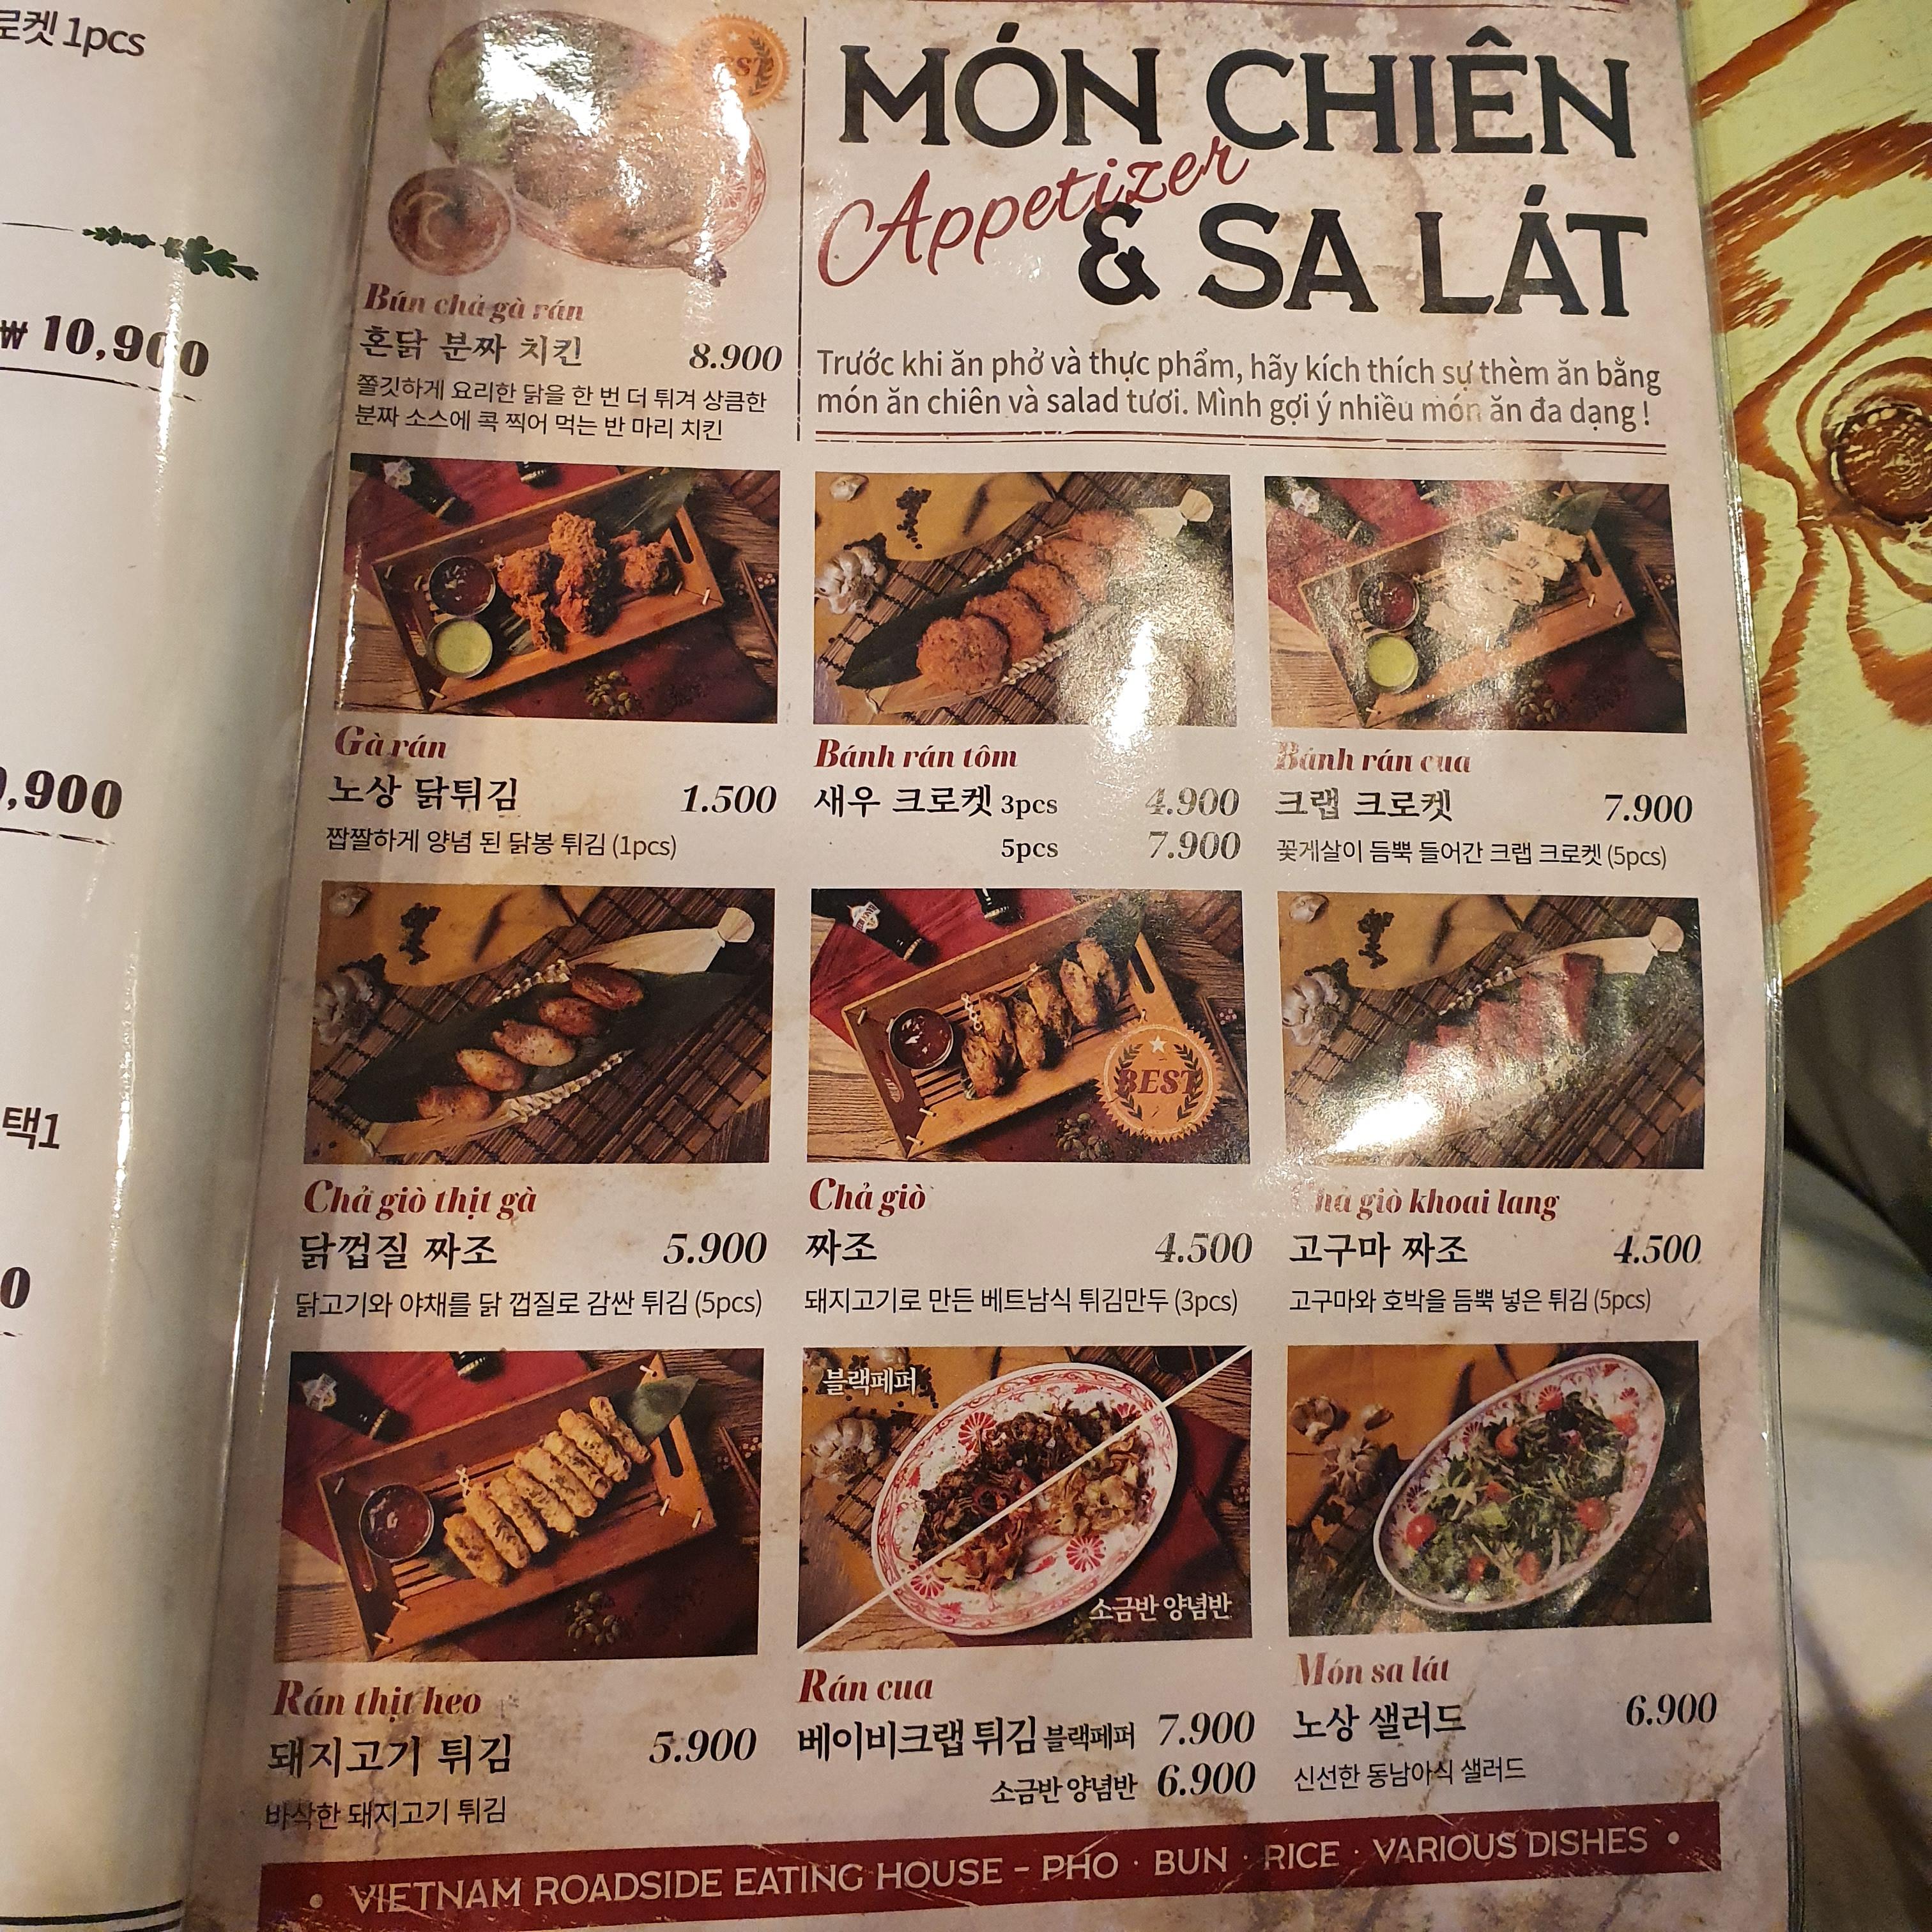 로켓 1pcs
₩ 10,900
,900
택1
0
BEST
MÓN CHIÊN
Appetizer
& SA LÁT
Trước khi ăn phở và thực phẩm, hãy kích thích sự thèm ăn bằng
món ăn chiên và salad tươi. Mình gợi ý nhiều món ăn đa dạng !
Bún chả gà rán
혼닭 분짜 치킨 8.900
쫄깃하게 요리한 닭을 한 번 더 튀겨 상큼한
분짜 소스에 콕 찍어 먹는 반 마리 치킨
Gà rán
노상 닭튀김 1.500
짭짤하게 양념 된 닭봉 튀김 (1pcs)
Bánh rán tôm
새우 크로켓 3pcs 4.900
5pcs 7.900
Bánh rán cua
크랩 크로켓 7.900
꽃게살이 듬뿍 들어간 크랩 크로켓 (5pcs)
Chả giò thịt gà
닭껍질 짜조 5.900
닭고기와 야채를 닭 껍질로 감싼 튀김 (5pcs)
BEST
Chả giò
짜조 4.500
돼지고기로 만든 베트남식 튀김만두 (3pcs)
Chả giò khoai lang
고구마 짜조 4.500
고구마와 호박을 듬뿍 넣은 튀김 (5pcs)
Rán thịt heo
돼지고기 튀김 5.900
바삭한 돼지고기 튀김
블랙페퍼
소금반 양념반
Rán cua
베이비크랩 튀김 블랙페퍼 7.900
소금반 양념반 6.900
Món sa lát
노상 샐러드 6.900
신선한 동남아식 샐러드
• VIETNAM ROADSIDE EATING HOUSE - PHO · BUN · RICE · VARIOUS DISHES •